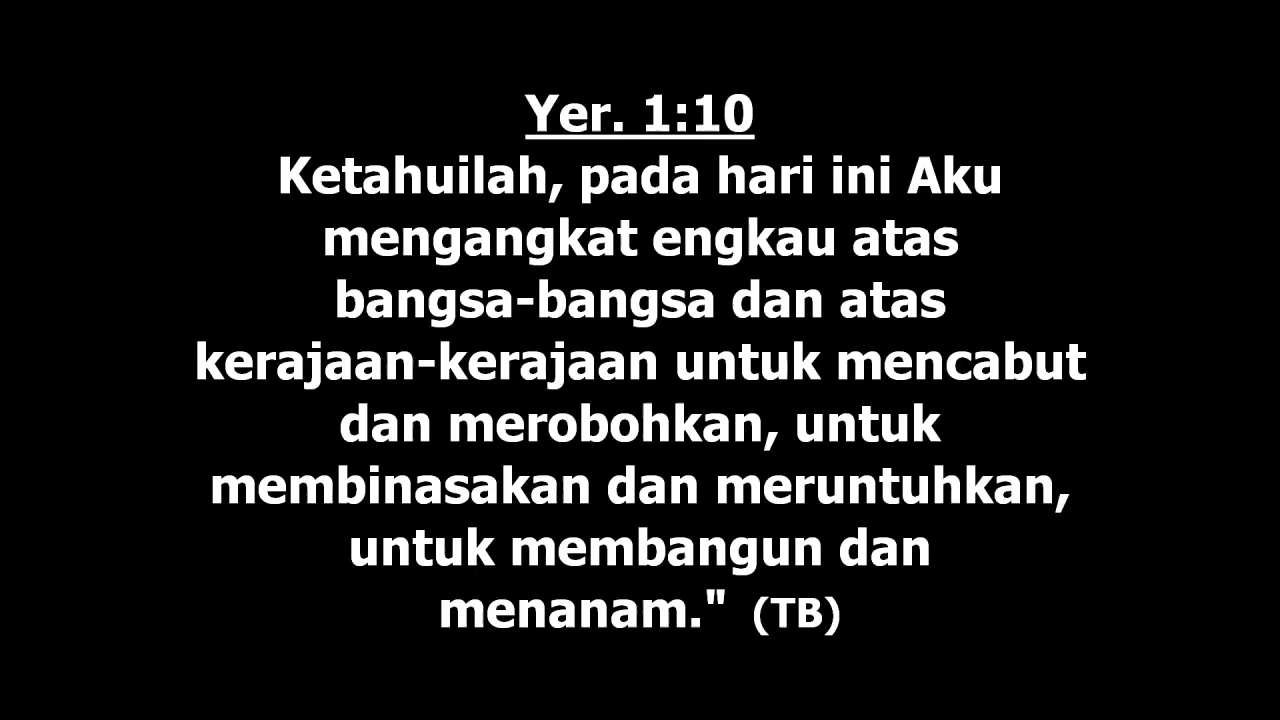 Yer. 1:10
Ketahuilah, pada hari ini Aku
mengangkat engkau atas
bangsa-bangsa dan atas
kerajaan-kerajaan untuk mencabut
dan merobohkan, untuk
membinasakan dan meruntuhkan,
untuk membangun dan
menanam." (TB)